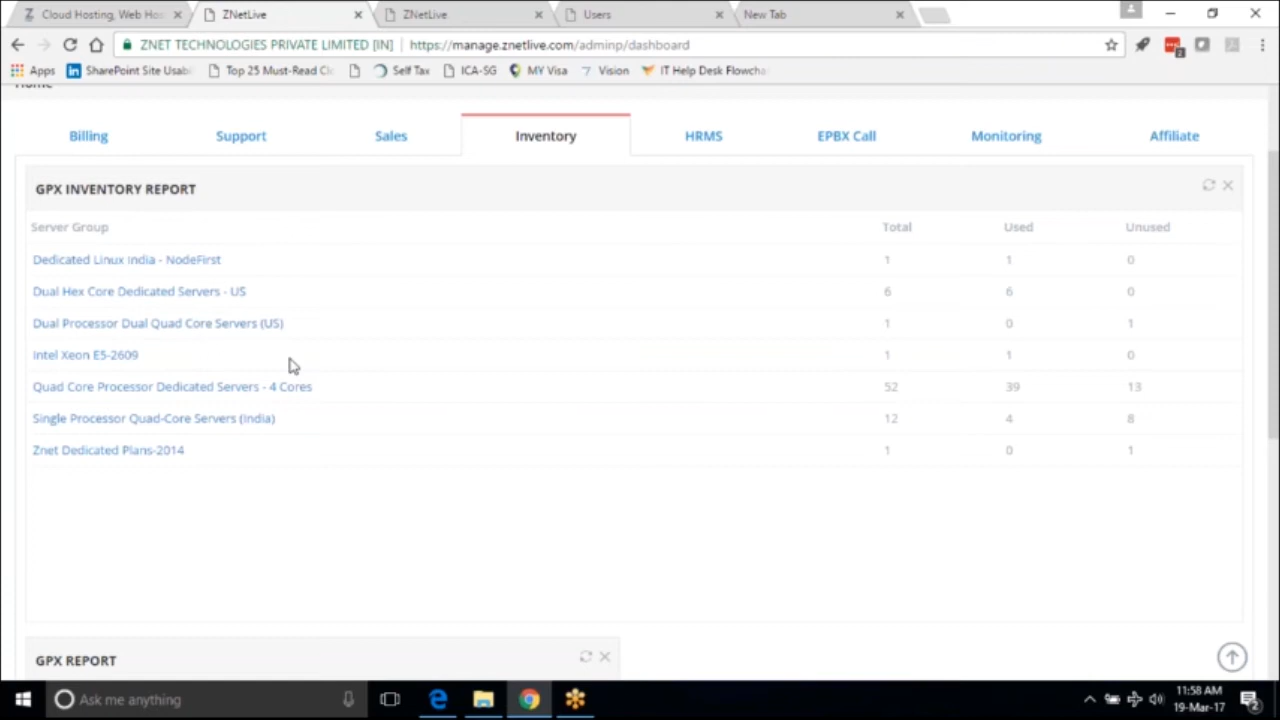 Cloud Hosting, Web Ho
ZNetLive
ZNetLive
Users
New Tab
ZNET TECHNOLOGIES PRIVATE LIMITED [IN]
https://manage.znetlive.com/adminp/dashboard
Apps
SharePoint Site Usabi
Top 25 Must-Read
Self Tax
ICA-SG
MY Visa
Vision
IT Help Desk Flowcha
Home
Billing
Support
Sales
Inventory
HRMS
EPBX Call
Monitoring
Affiliate
GPX INVENTORY REPORT
Server Group Total Used Unused
Dedicated Linux India - NodeFirst 1 1 0
Dual Hex Core Dedicated Servers - US 6 6 0
Dual Processor Dual Quad Core Servers (US) 1 0 1
Intel Xeon E5-2609 1 1 0
Quad Core Processor Dedicated Servers - 4 Cores 52 39 13
Single Processor Quad-Core Servers (India) 12 4 8
Znet Dedicated Plans-2014 1 0 1
GPX REPORT
Ask me anything
11:58 AM
19-Mar-17
2